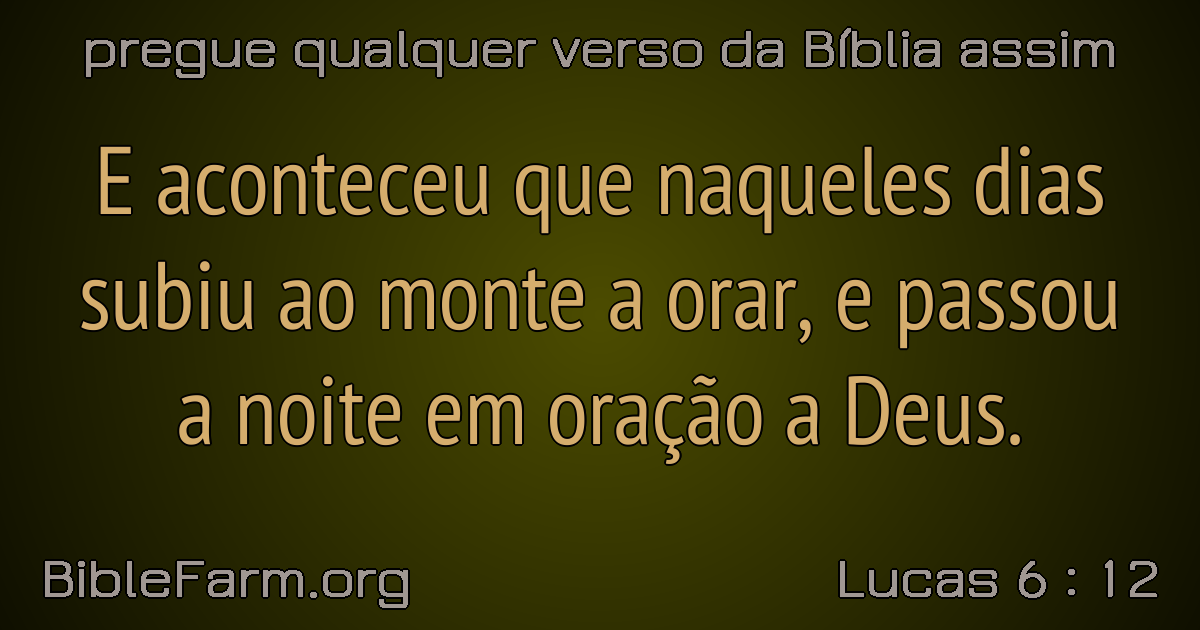 pregue qualquer verso da Bíblia assim
E aconteceu que naqueles dias
subiu ao monte a orar, e passou
a noite em oração a Deus.
BibleFarm.org
Lucas 6 : 12